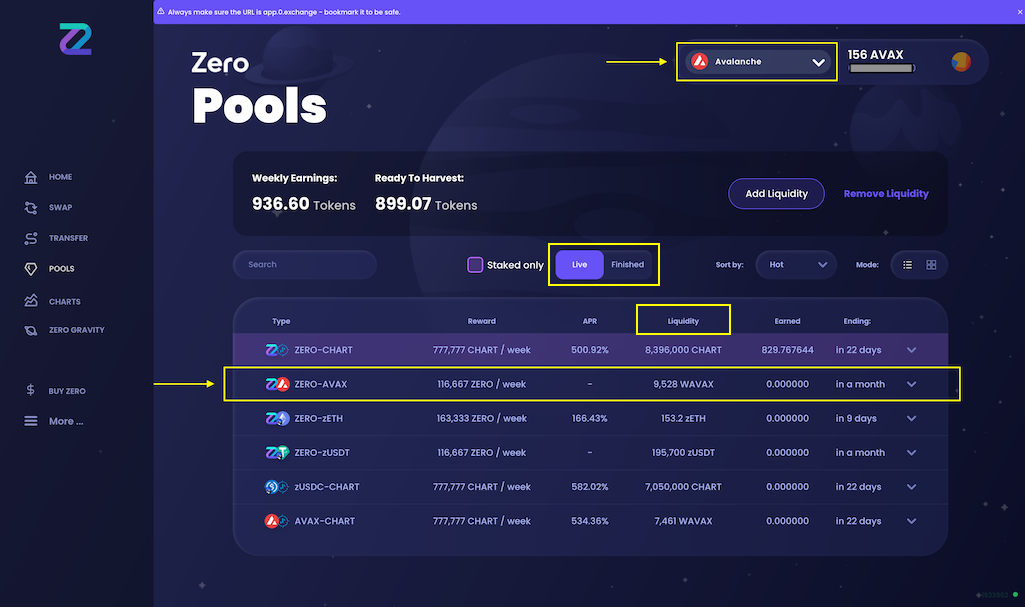 Always make sure the URL is app.0.exchange - bookmark it to be safe.
Zero
Pools
Avalanche
156 AVAX
HOME
SWAP
TRANSFER
POOLS
CHARTS
ZERO GRAVITY
BUY ZERO
More ...
Weekly Earnings: Ready To Harvest:
936.60 Tokens 899.07 Tokens
Add Liquidity Remove Liquidity
Search Staked only Live Finished Sort by: Hot Mode:
Type Reward APR Liquidity Earned Ending:
ZERO-CHART 777,777 CHART / week 500.92% 8,396,000 CHART 829.767644 in 22 days
ZERO-AVAX 116,667 ZERO / week - 9,528 WAVAX 0.000000 in a month
ZERO-zETH 163,333 ZERO / week 166.43% 153.2 zETH 0.000000 in 9 days
ZERO-zUSDT 116,667 ZERO / week - 195,700 zUSDT 0.000000 in a month
zUSDC-CHART 777,777 CHART / week 582.02% 7,050,000 CHART 0.000000 in 22 days
AVAX-CHART 777,777 CHART / week 534.36% 7,461 WAVAX 0.000000 in 22 days